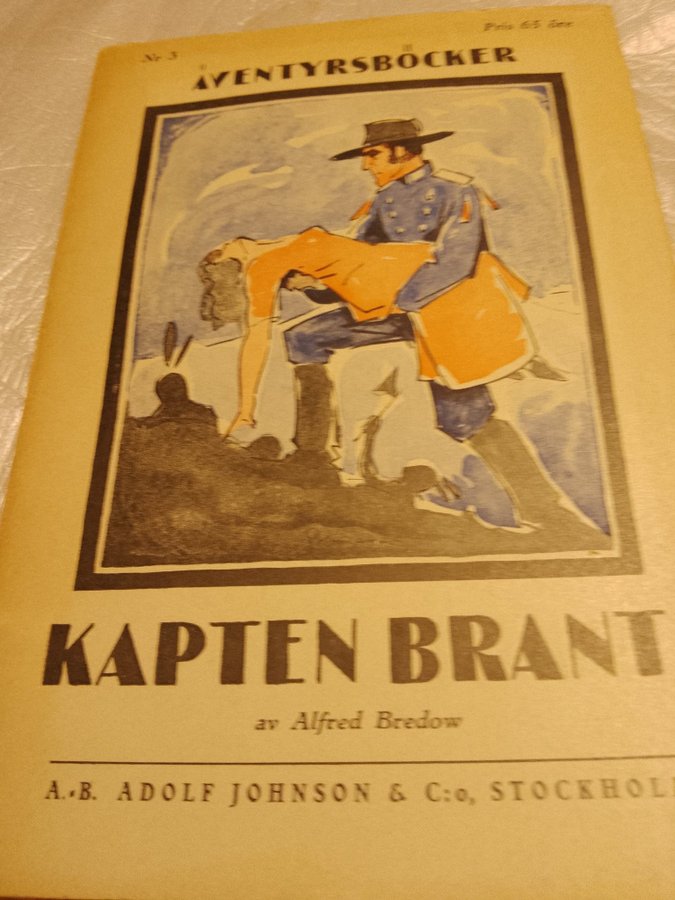 Nr 3
Pris 65 öre
ÄVENTYRSBÖCKER
KAPTEN BRANT
av Alfred Bredow
A.-B. ADOLF JOHNSON & C:o, STOCKHOL